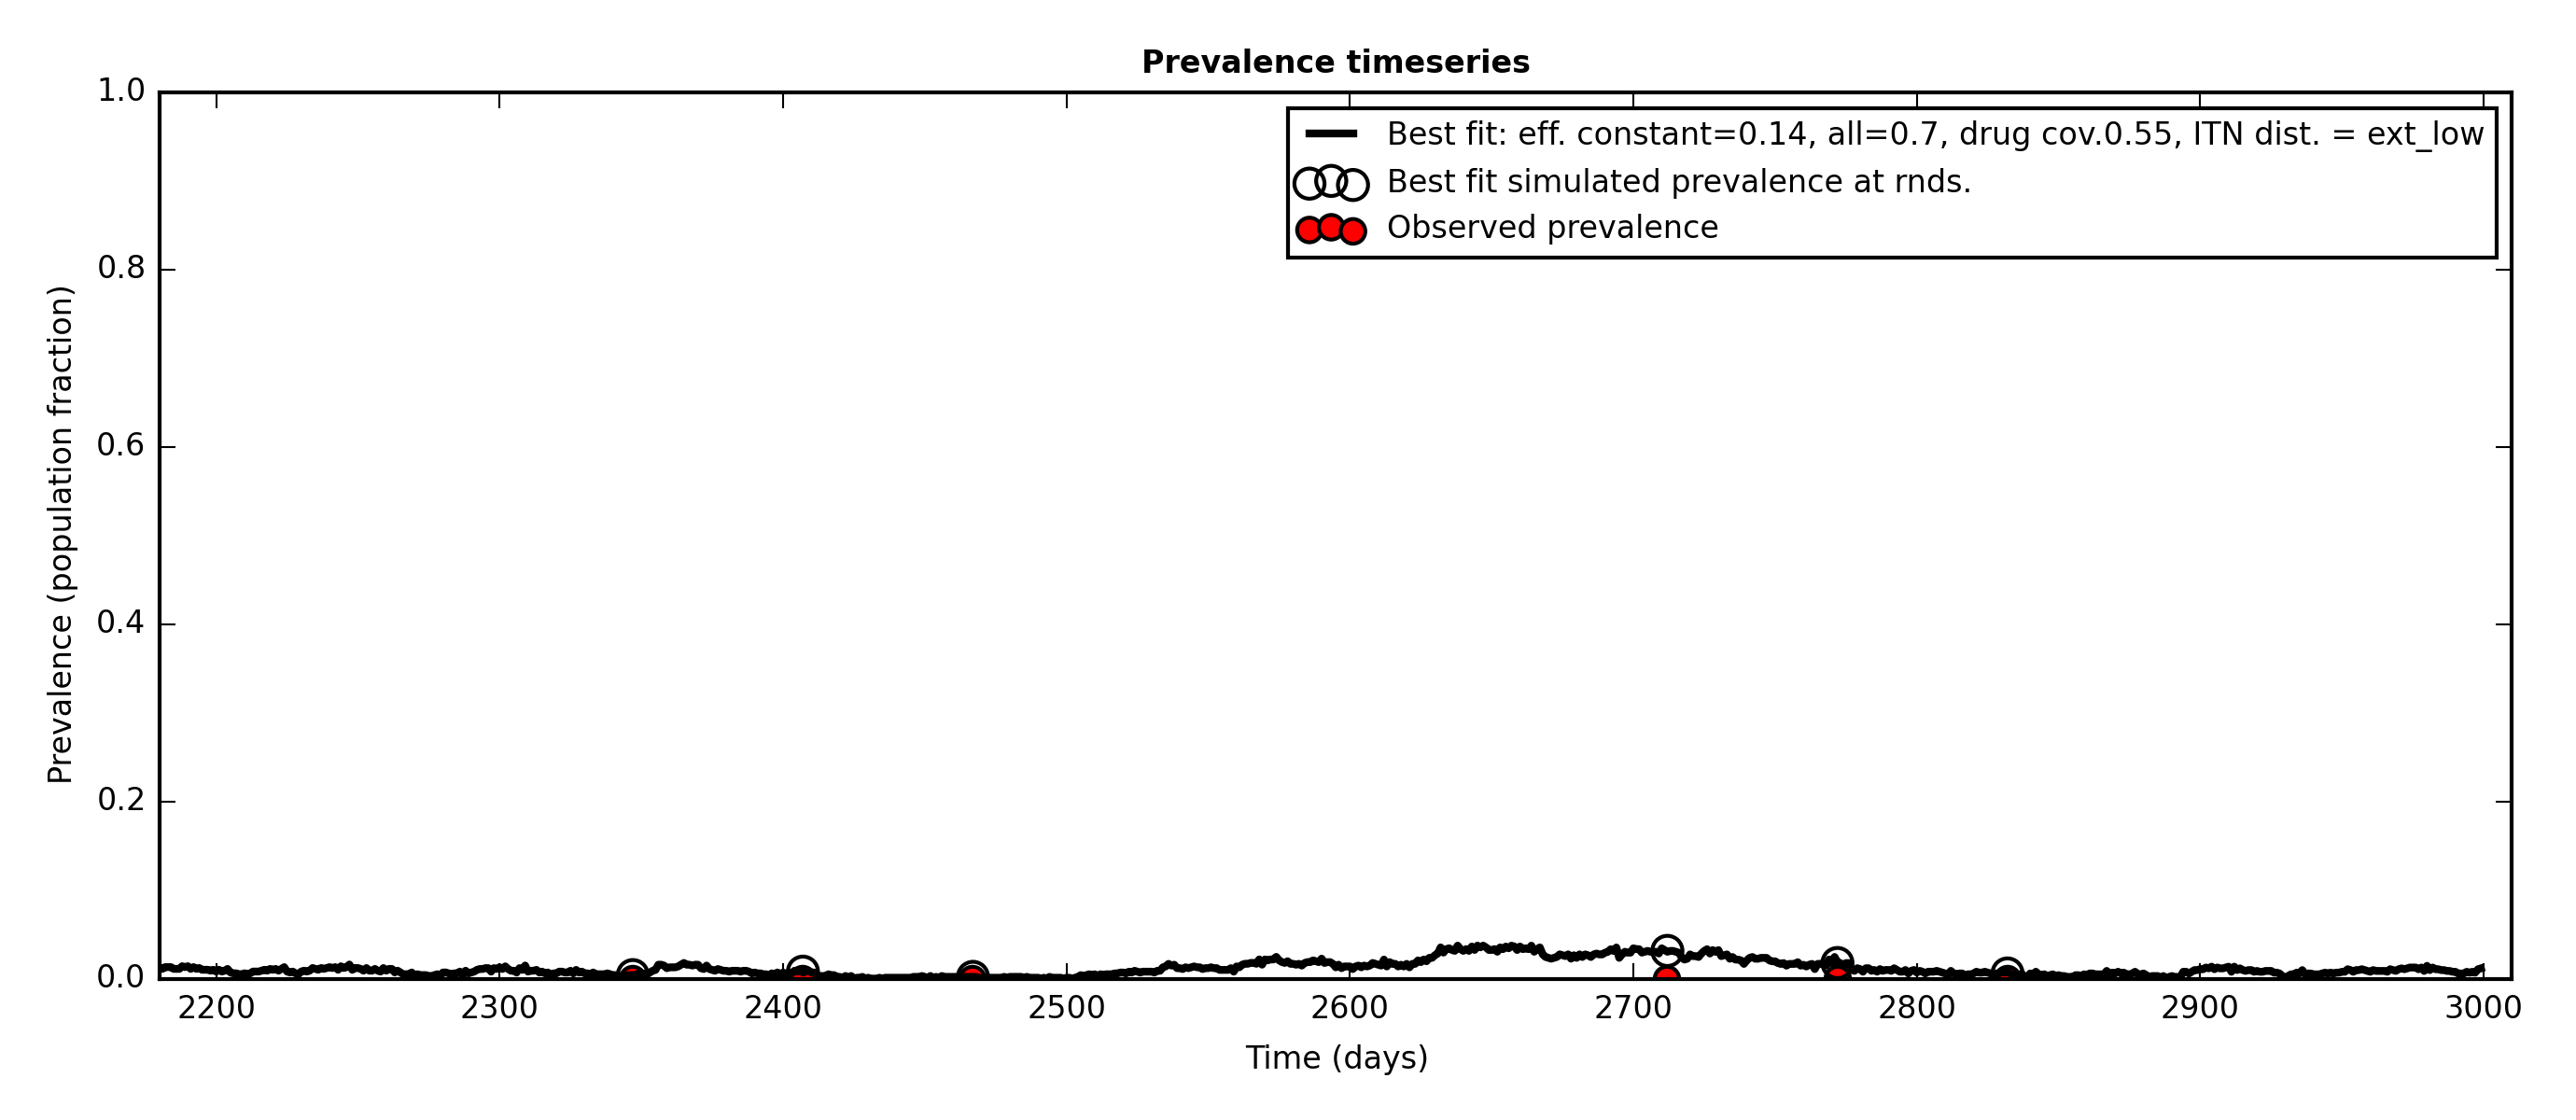 Prevalence timeseries
Best fit: eff. constant=0.14, all=0.7, drug cov.0.55, ITN dist. = ext_low
Best fit simulated prevalence at rnds.
Observed prevalence
Prevalence (population fraction)
1.0
0.8
0.6
0.4
0.2
0.0
2200 2300 2400 2500 2600 2700 2800 2900 3000
Time (days)